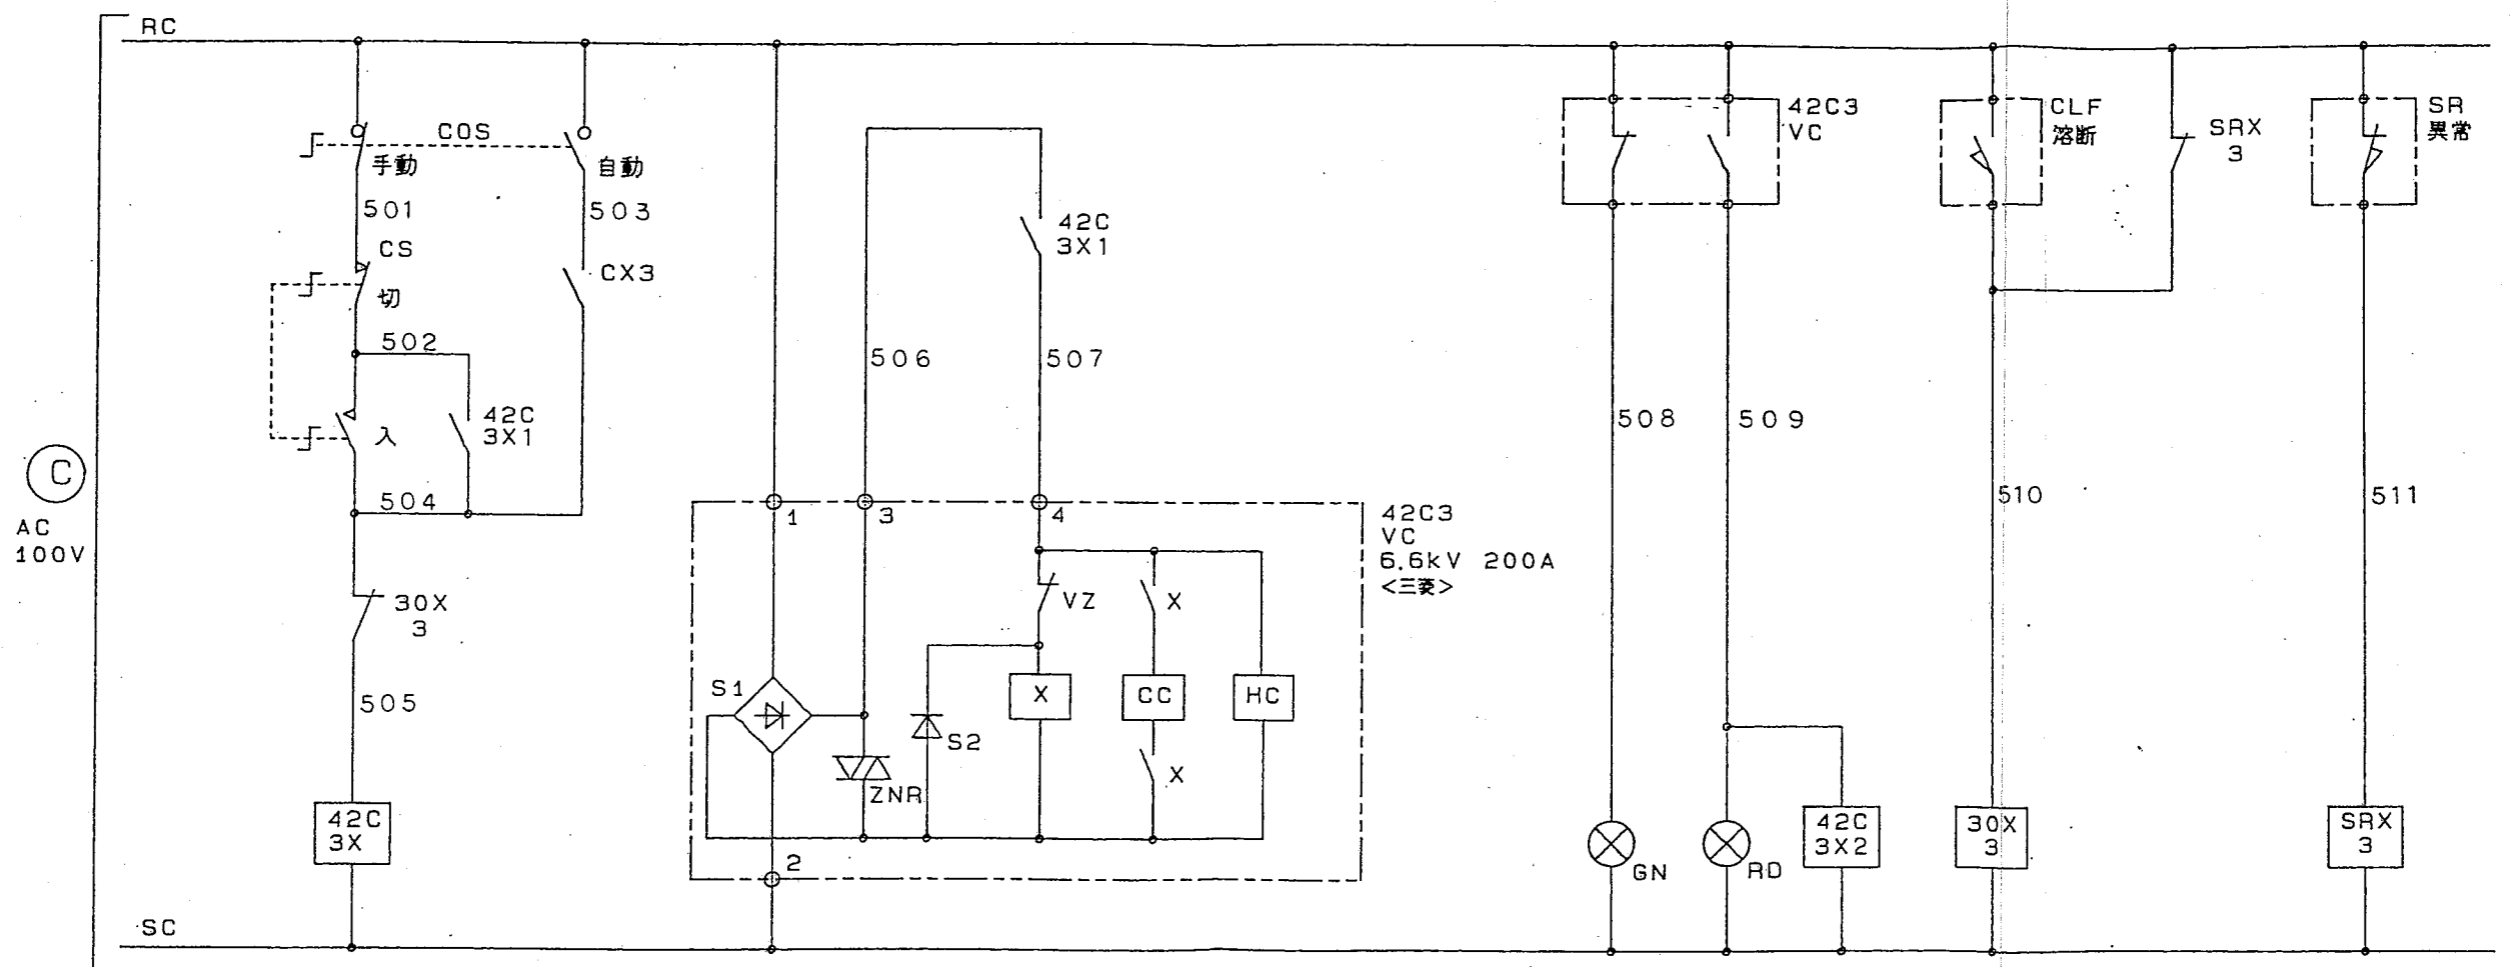 RC
COS
手動
自動
501
503
CS
切
CX3
502
42C
3X1
入
504
C
AC
100V
30X
3
505
42C
3X
SC
42C
3X1
506
507
1
3
4
42C3
VC
6.6kV 200A
<三菱>
VZ
X
S1
X
CC
HC
S2
ZNR
X
2
42C3
VC
508
509
GN
RD
42C
3X2
CLF
溶断
SRX
3
510
30X
3
SR
異常
511
SRX
3